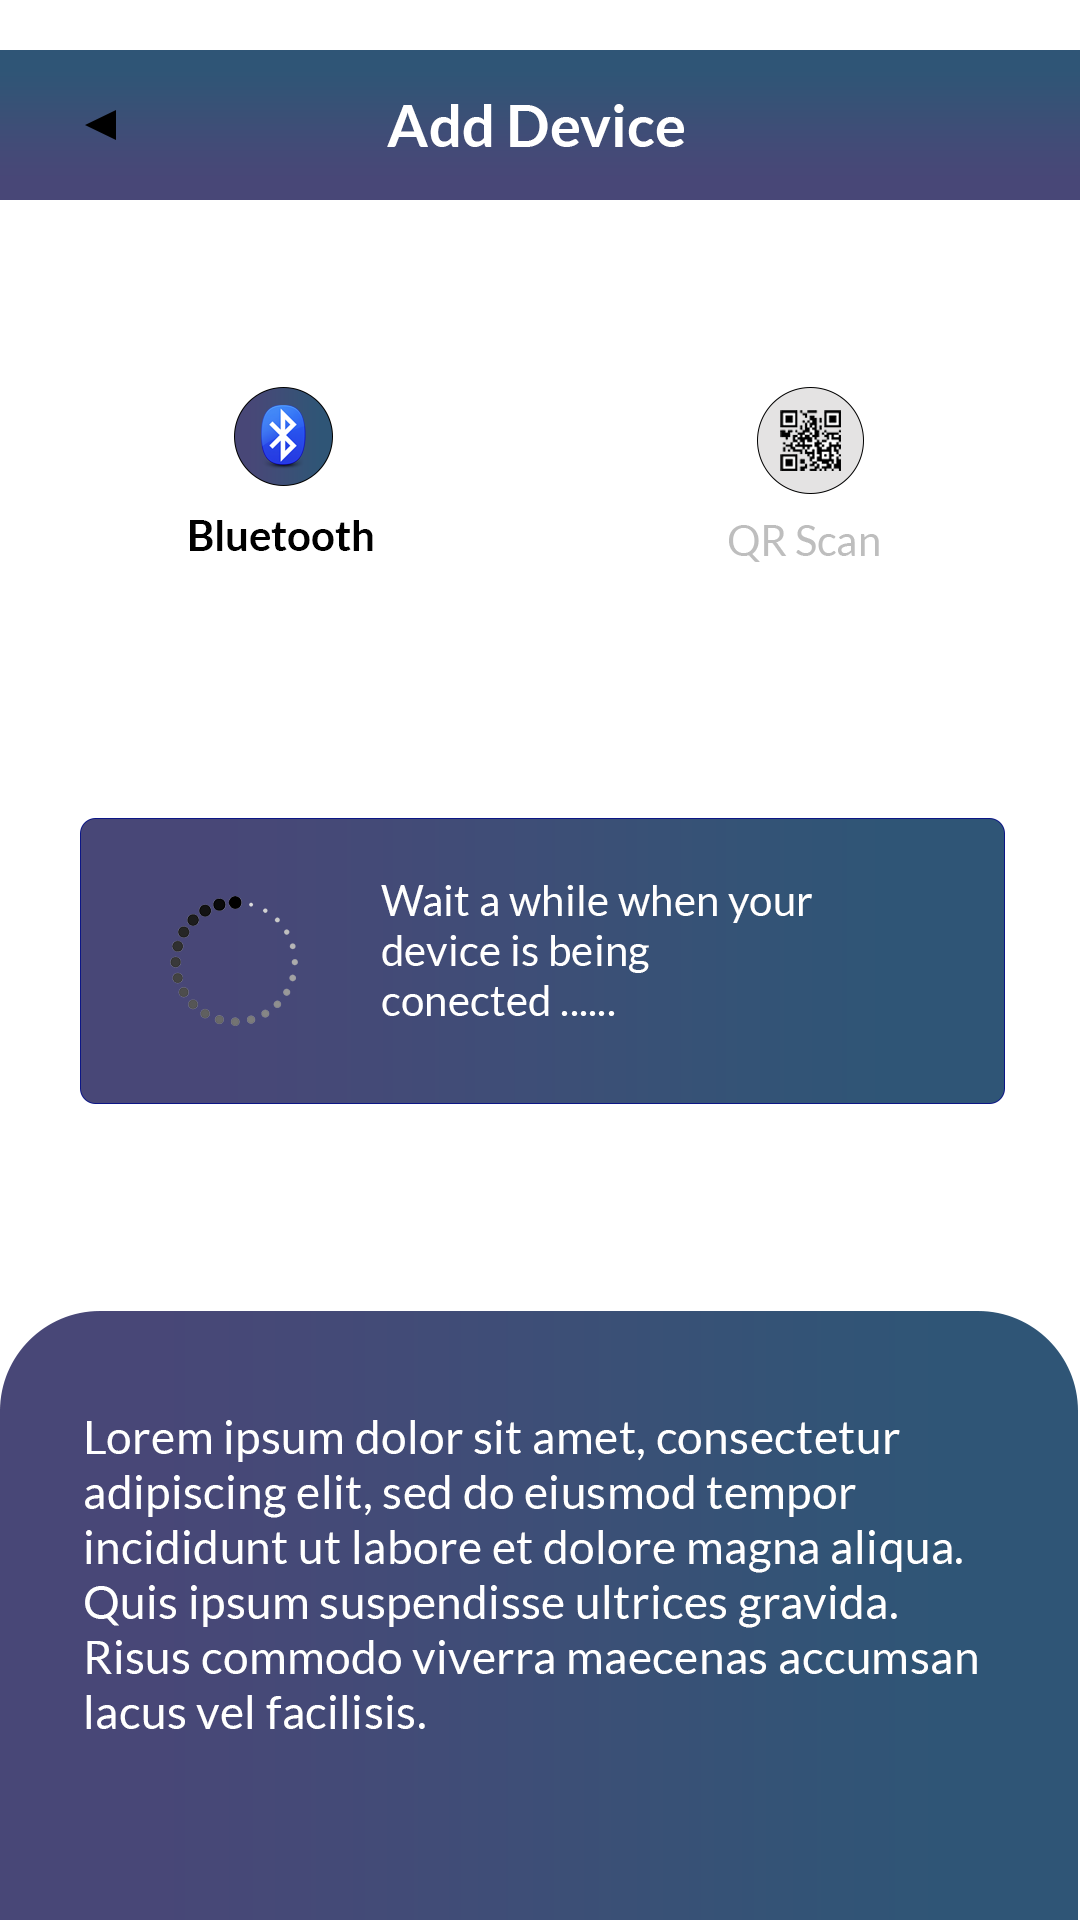 Add Device
Bluetooth
QR Scan
Wait a while when your
device is being
conected ......
Lorem ipsum dolor sit amet, consectetur
adipiscing elit, sed do eiusmod tempor
incididunt ut labore et dolore magna aliqua.
Quis ipsum suspendisse ultrices gravida.
Risus commodo viverra maecenas accumsan
lacus vel facilisis.